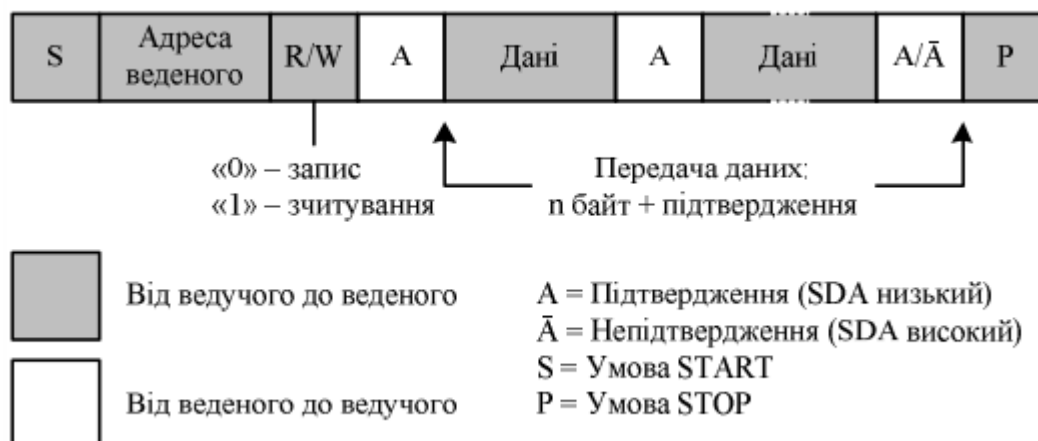 S
Адреса
веденого
R/W
A
Дані
A
Дані
A/Ā
P
«0» – запис
«1» – зчитування
Передача даних:
n байт + підтвердження
Від ведучого до веденого
Від веденого до ведучого
A = Підтвердження (SDA низький)
Ā = Непідтвердження (SDA високий)
S = Умова START
P = Умова STOP